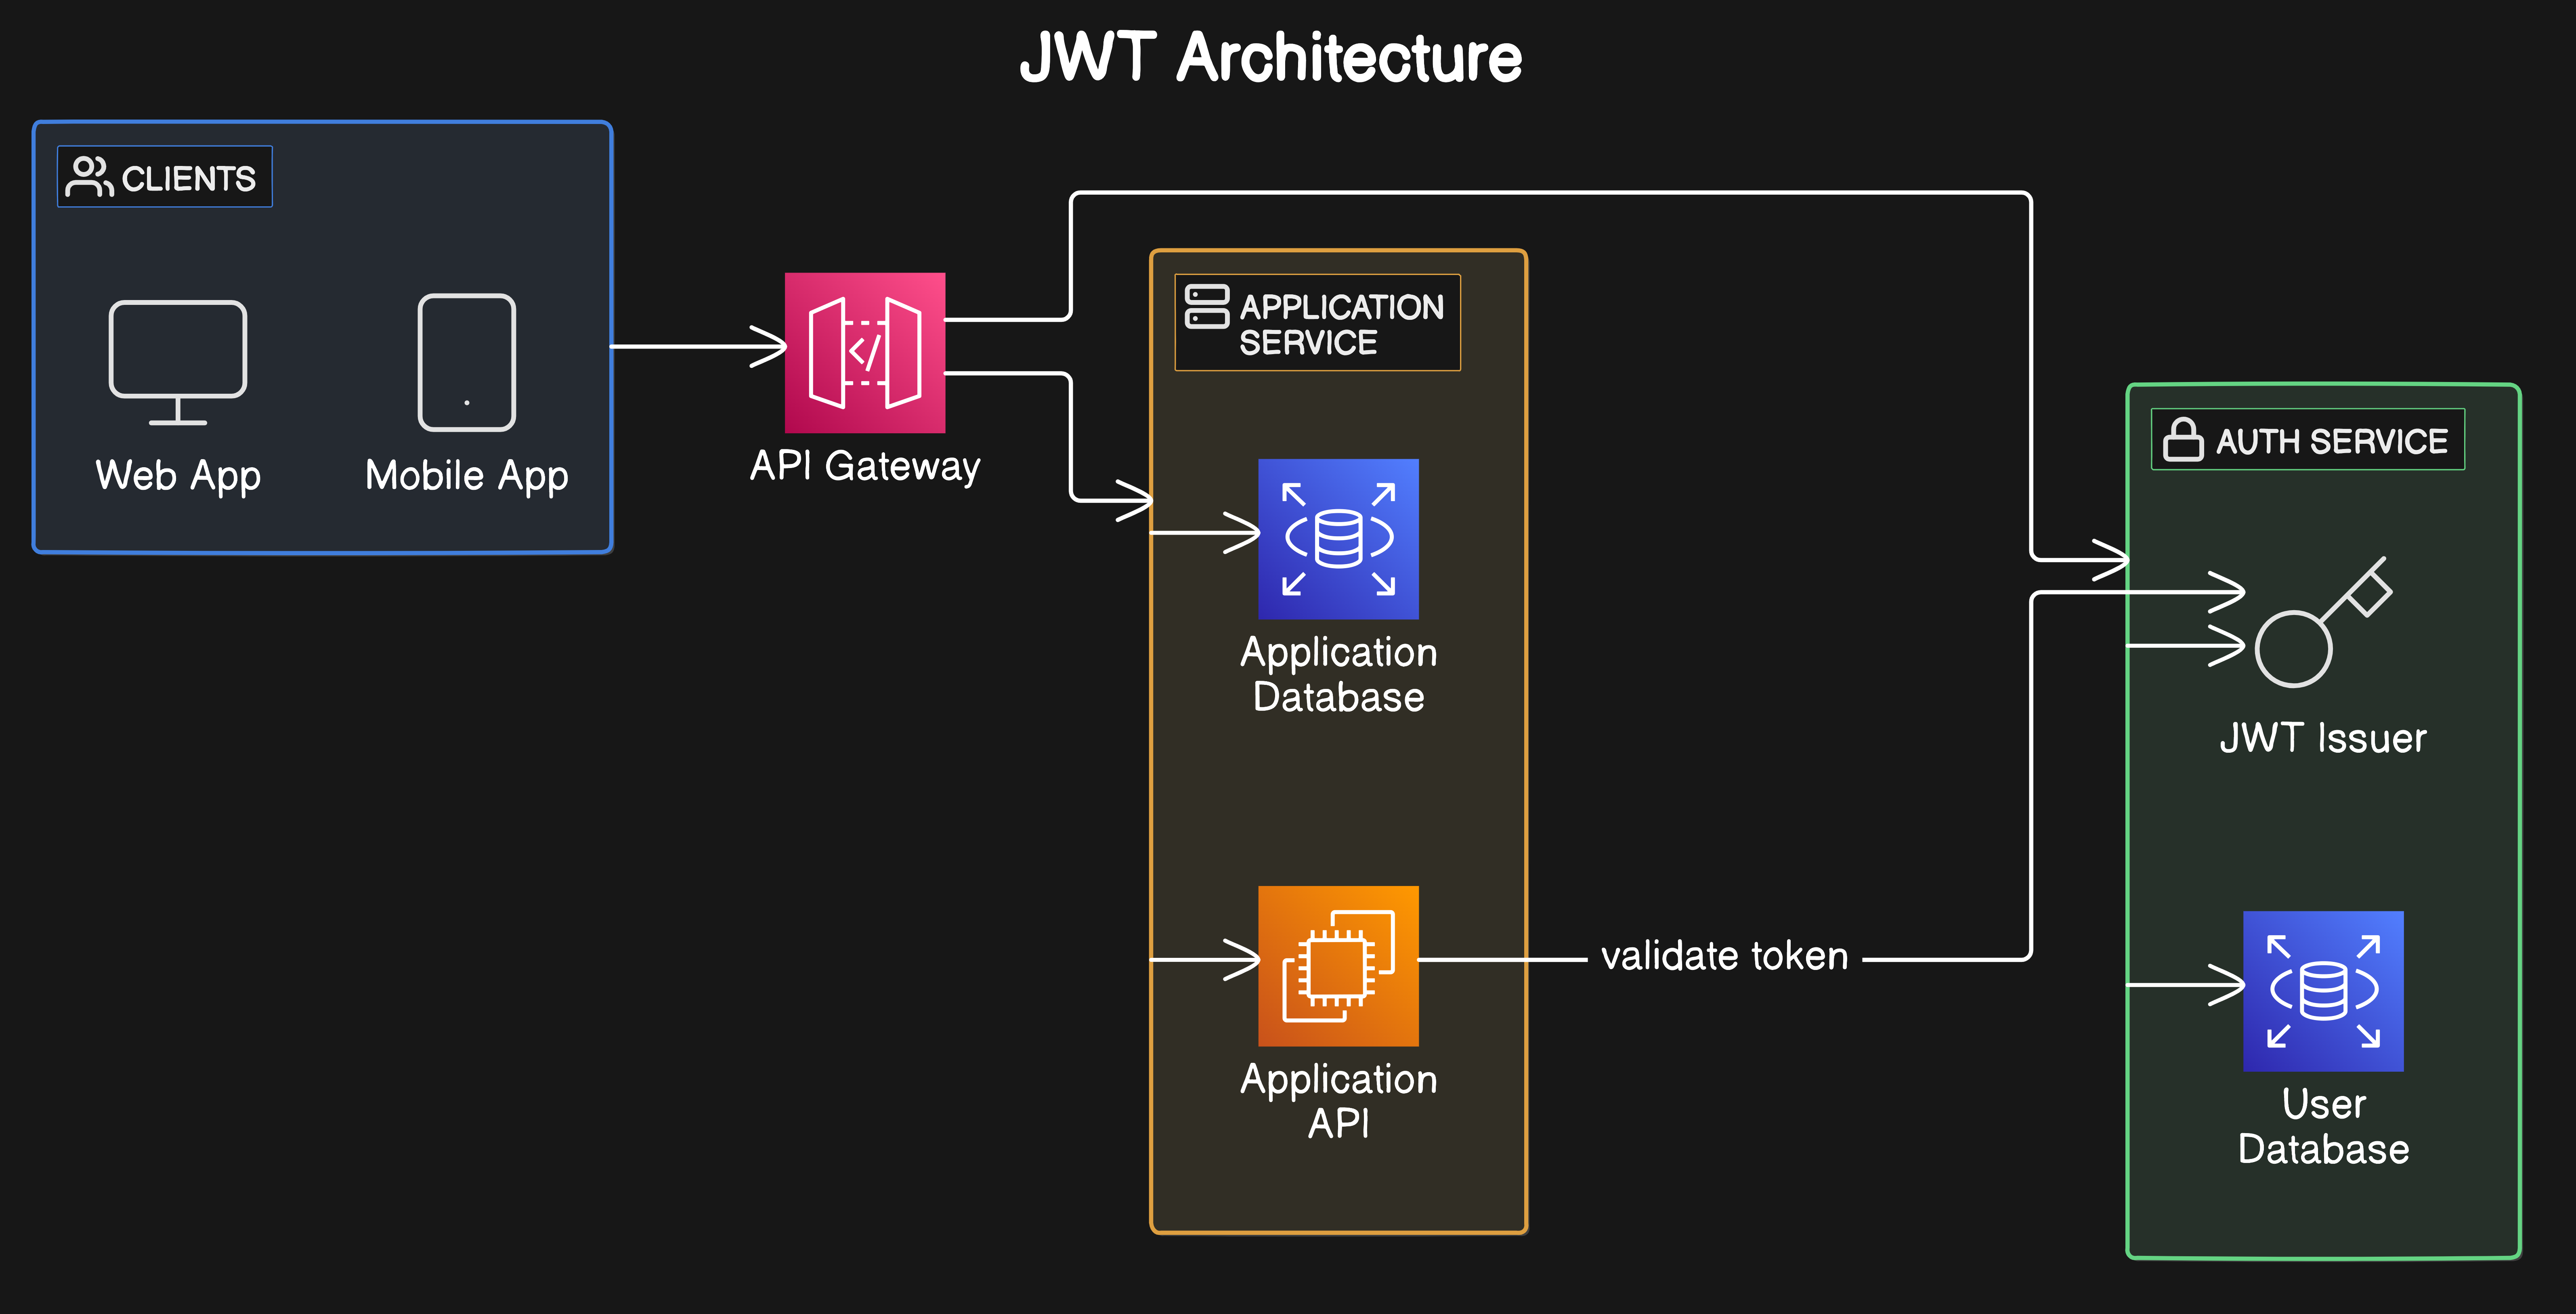 JWT Architecture
CLIENTS
Web App
Mobile App
API Gateway
APPLICATION
SERVICE
Application
Database
Application
API
validate token
AUTH SERVICE
JWT Issuer
User
Database